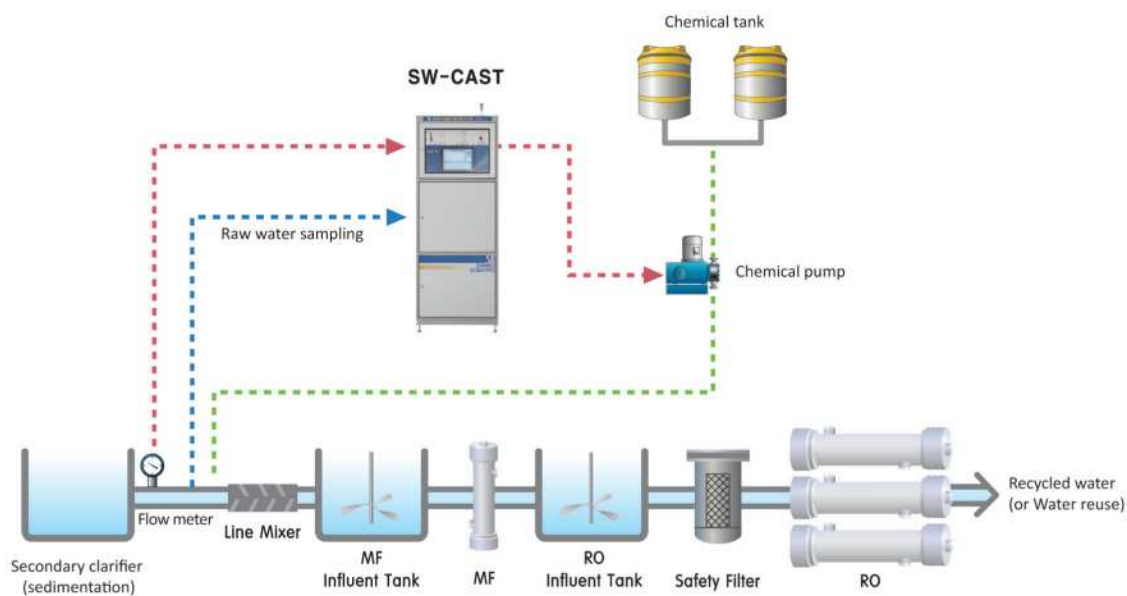 Chemical tank
SW-CAST
Raw water sampling
Chemical pump
Flow meter
Line Mixer
Secondary clarifier
(sedimentation)
MF
Influent Tank
MF
RO
Influent Tank
Safety Filter
RO
Recycled water
(or Water reuse)